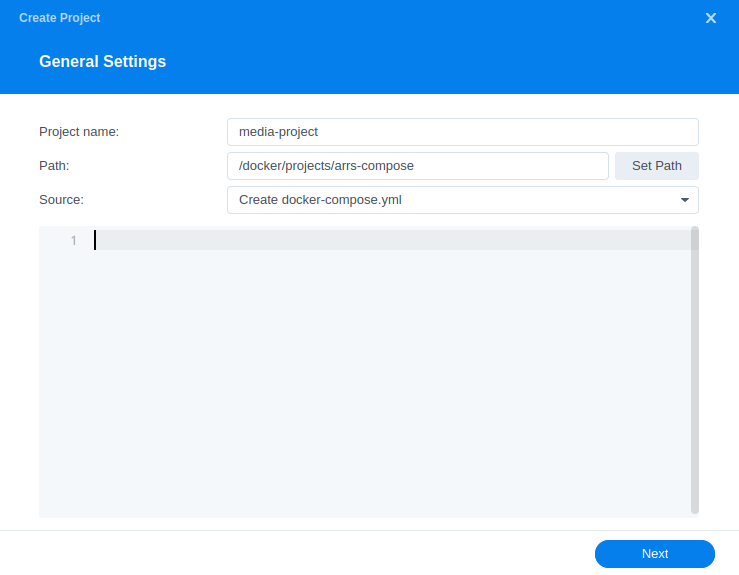 Create Project
X
General Settings
Project name: media-project
Path: /docker/projects/arrs-compose Set Path
Source: Create docker-compose.yml
1
Next